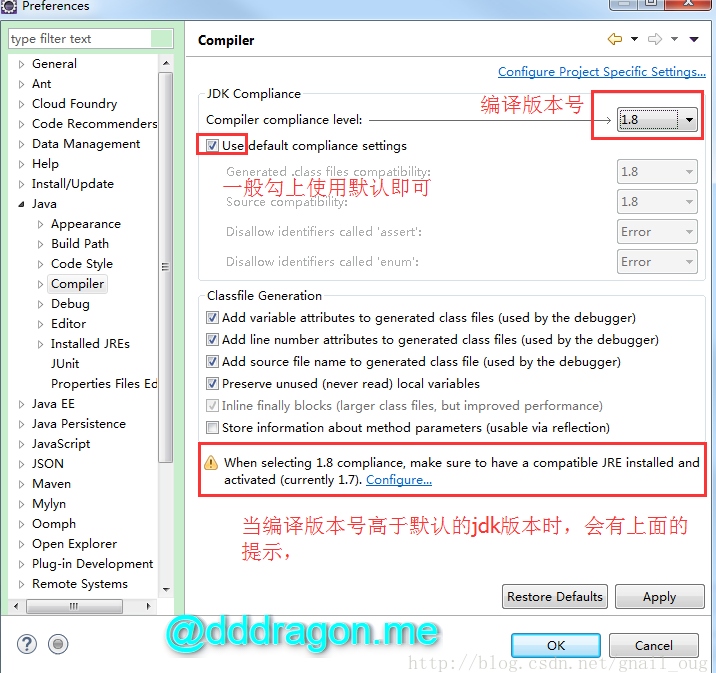 Preferences
type filter text
General
Ant
Cloud Foundry
Code Recommenders
Data Management
Help
Install/Update
Java
Appearance
Build Path
Code Style
Compiler
Debug
Editor
Installed JREs
JUnit
Properties Files Ed
Java EE
Java Persistence
JavaScript
JSON
Maven
Mylyn
Oomph
Open Explorer
Plug-in Development
Remote Systems
Compiler
Configure Project Specific Settings...
JDK Compliance
编译版本号
Compiler compliance level: 1.8
Use default compliance settings
Generated .class files compatibility: 1.8
一般勾上使用默认即可
Source compatibility: 1.8
Disallow identifiers called 'assert': Error
Disallow identifiers called 'enum': Error
Classfile Generation
Add variable attributes to generated class files (used by the debugger)
Add line number attributes to generated class files (used by the debugger)
Add source file name to generated class file (used by the debugger)
Preserve unused (never read) local variables
Inline finally blocks (larger class files, but improved performance)
Store information about method parameters (usable via reflection)
When selecting 1.8 compliance, make sure to have a compatible JRE installed and
activated (currently 1.7). Configure...
当编译版本号高于默认的jdk版本时，会有上面的
提示，
Restore Defaults Apply
@dddragon.me
OK Cancel
http://blog.csdn.net/gnail_oug